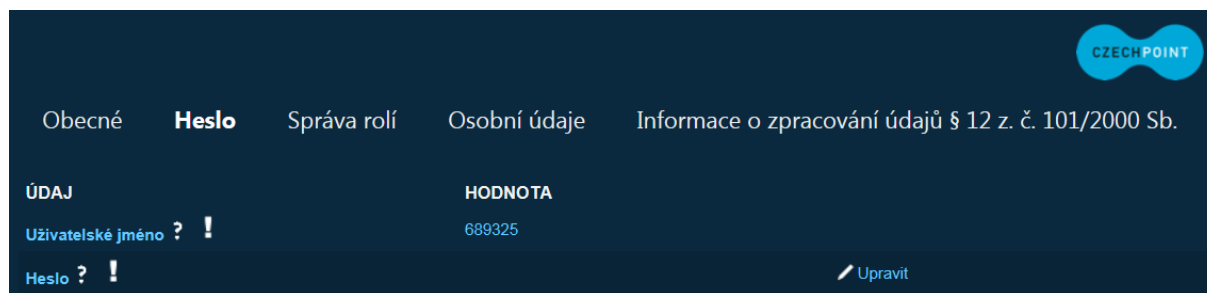 CZECHPOINT
Obecné Heslo Správa rolí Osobní údaje Informace o zpracování údajů § 12 z. č. 101/2000 Sb.
ÚDAJ HODNOTA
Uživatelské jméno ? ! 689325
Heslo ? ! Upravit